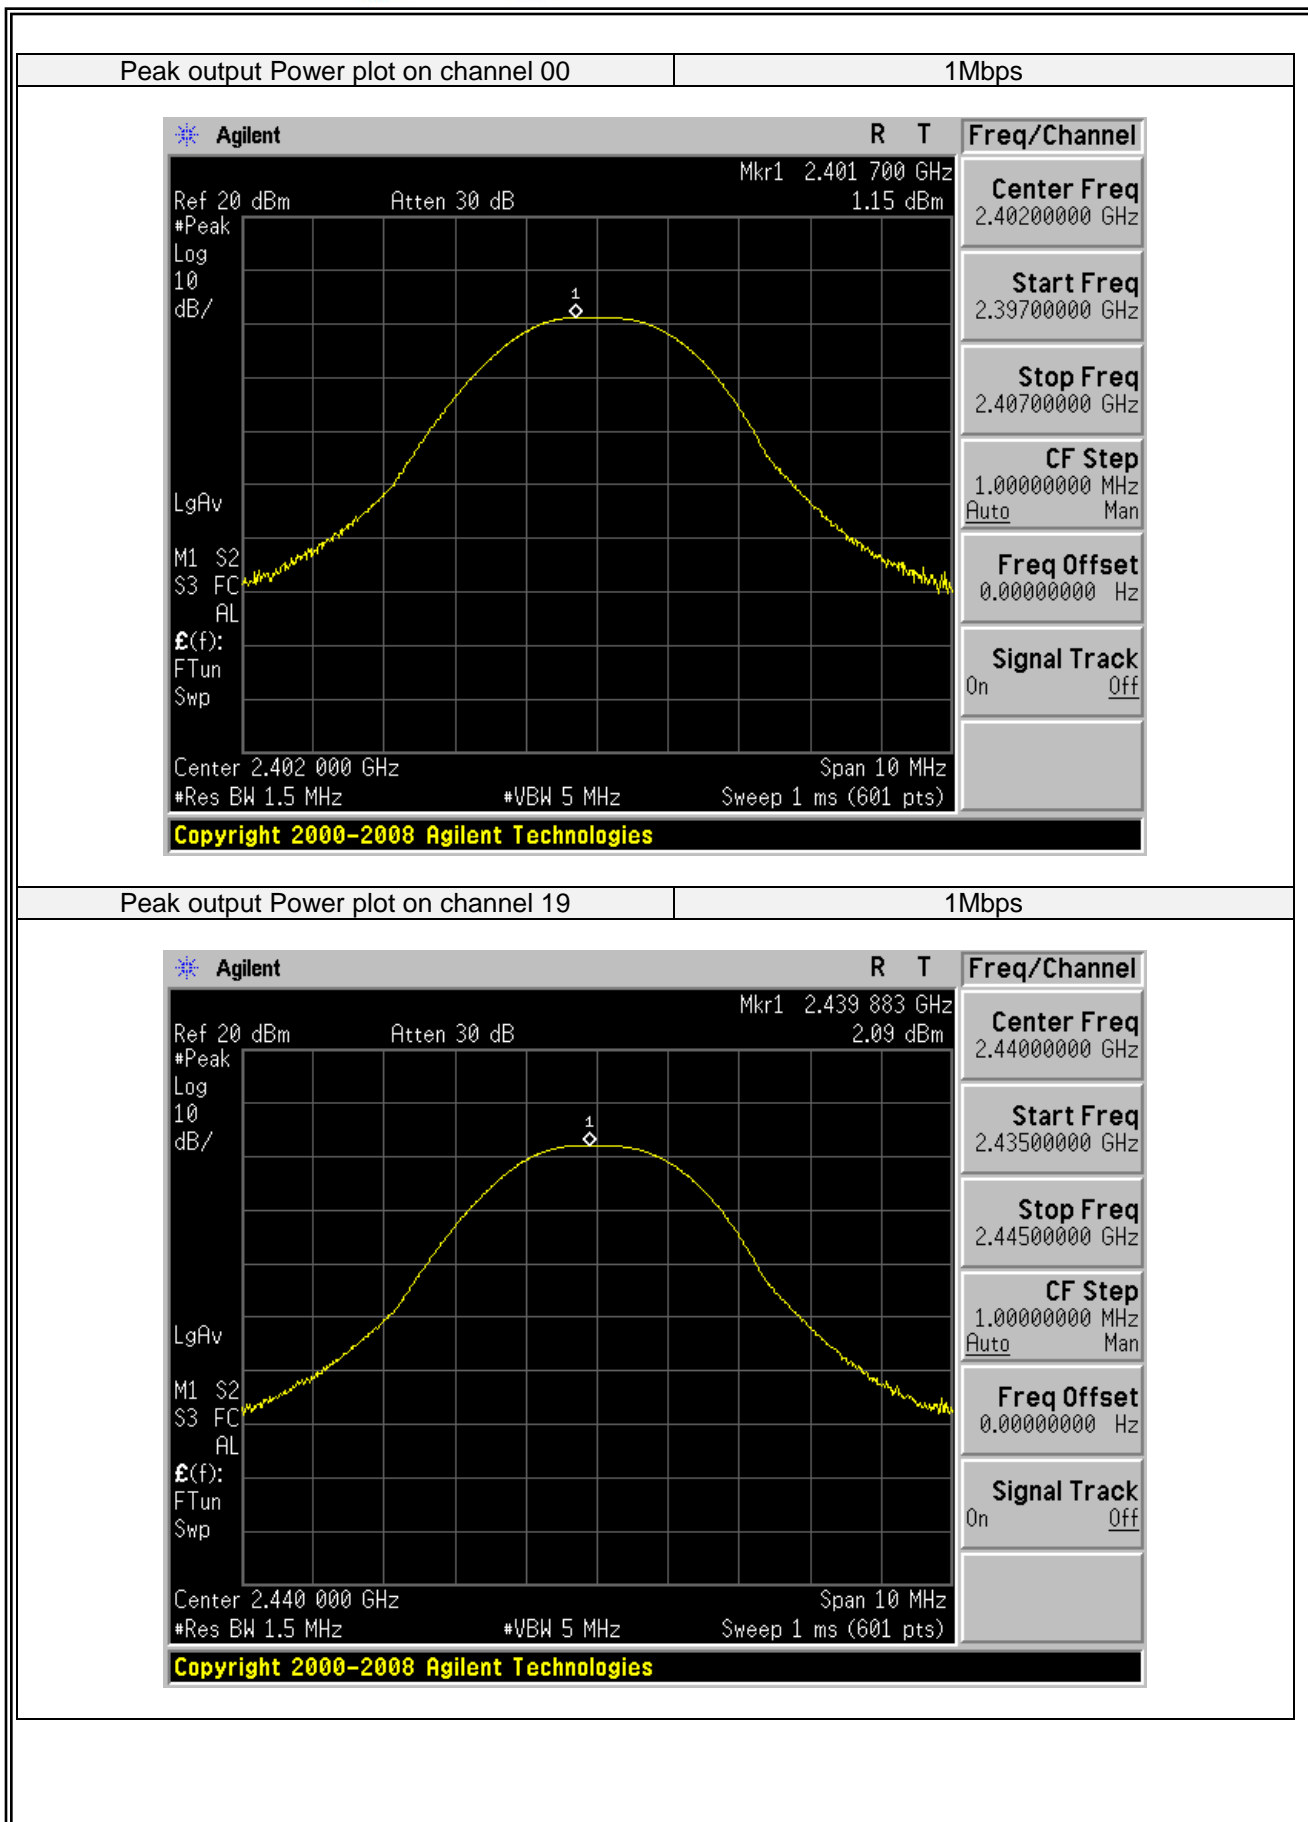 Peak output Power plot on channel 00 1Mbps
Agilent R T Freq/Channel
Mkr1 2.401 700 GHz
Ref 20 dBm Atten 30 dB 1.15 dBm
#Peak
Log
10
dB/
1
LgAv
M1 S2
S3 FC
AL
£(f):
FTun
Swp
Center 2.402 000 GHz Span 10 MHz
#Res BW 1.5 MHz #VBW 5 MHz Sweep 1 ms (601 pts)
Copyright 2000-2008 Agilent Technologies
Center Freq
2.40200000 GHz
Start Freq
2.39700000 GHz
Stop Freq
2.40700000 GHz
CF Step
1.00000000 MHz
Auto Man
Freq Offset
0.00000000 Hz
Signal Track
On Off
Peak output Power plot on channel 19 1Mbps
Agilent R T Freq/Channel
Mkr1 2.439 883 GHz
Ref 20 dBm Atten 30 dB 2.09 dBm
#Peak
Log
10
dB/
1
LgAv
M1 S2
S3 FC
AL
£(f):
FTun
Swp
Center 2.440 000 GHz Span 10 MHz
#Res BW 1.5 MHz #VBW 5 MHz Sweep 1 ms (601 pts)
Copyright 2000-2008 Agilent Technologies
Center Freq
2.44000000 GHz
Start Freq
2.43500000 GHz
Stop Freq
2.44500000 GHz
CF Step
1.00000000 MHz
Auto Man
Freq Offset
0.00000000 Hz
Signal Track
On Off